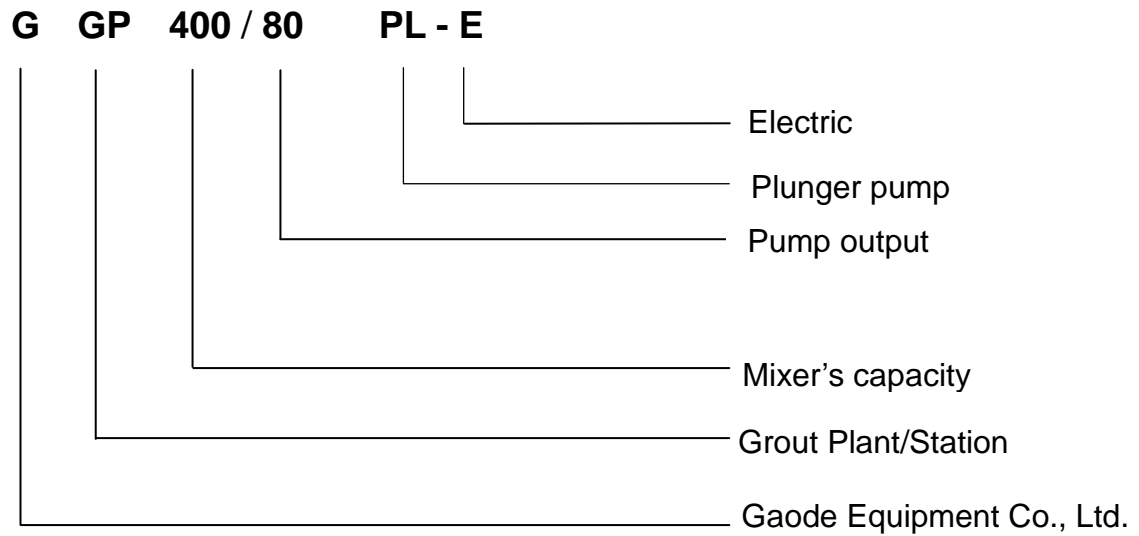 G GP 400 / 80 PL - E
Electric
Plunger pump
Pump output
Mixer’s capacity
Grout Plant/Station
Gaode Equipment Co., Ltd.